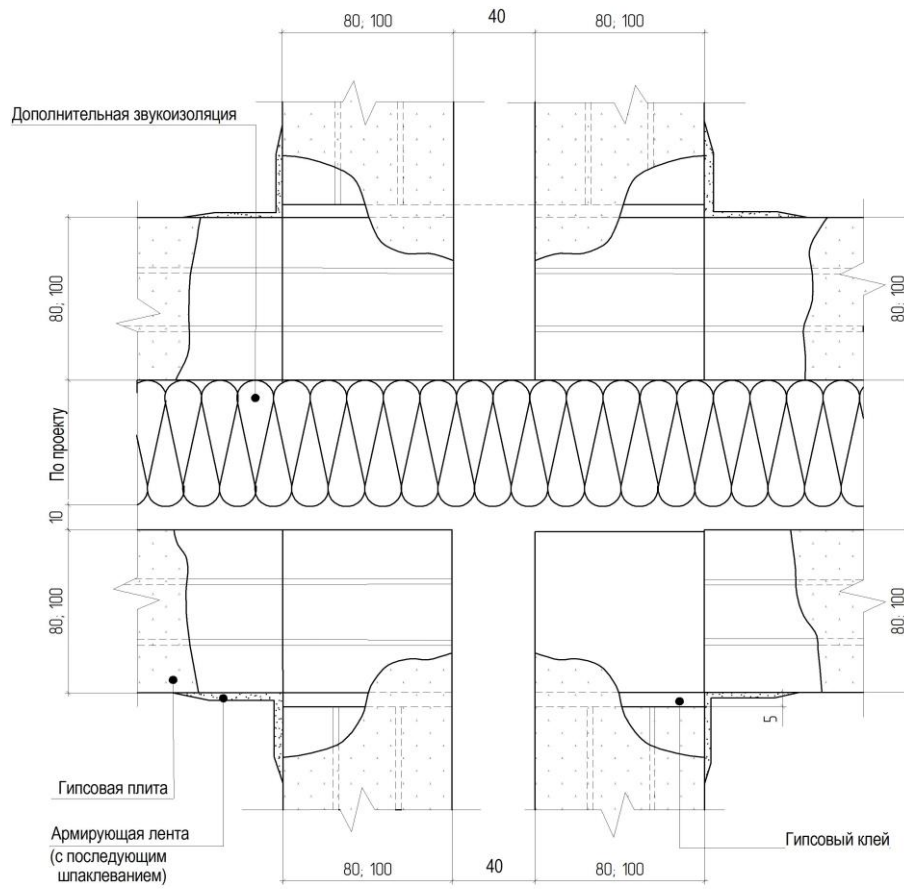 80; 100
40
80; 100
Дополнительная звукоизоляция
80; 100
80; 100
По проекту
10
80; 100
80; 100
5
Гипсовая плита
Армирующая лента
(с последующим
шпаклеванием)
Гипсовый клей
80; 100
40
80; 100